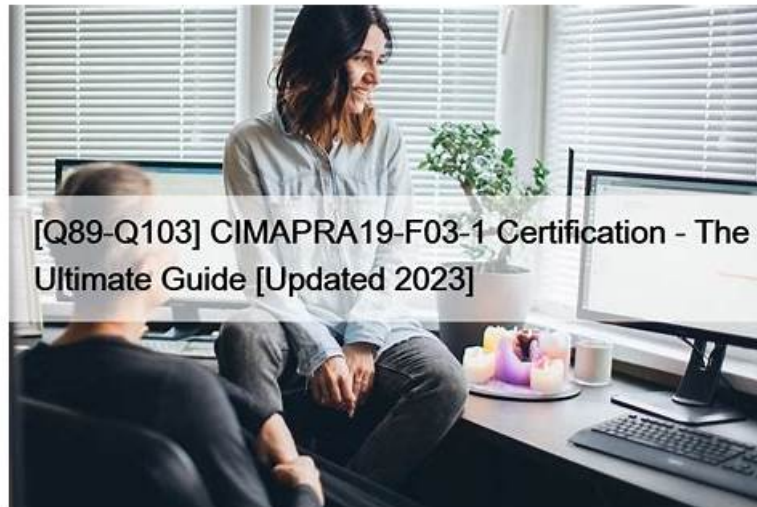 [Q89-Q103] CIMAPRA19-F03-1 Certification - The
Ultimate Guide [Updated 2023]